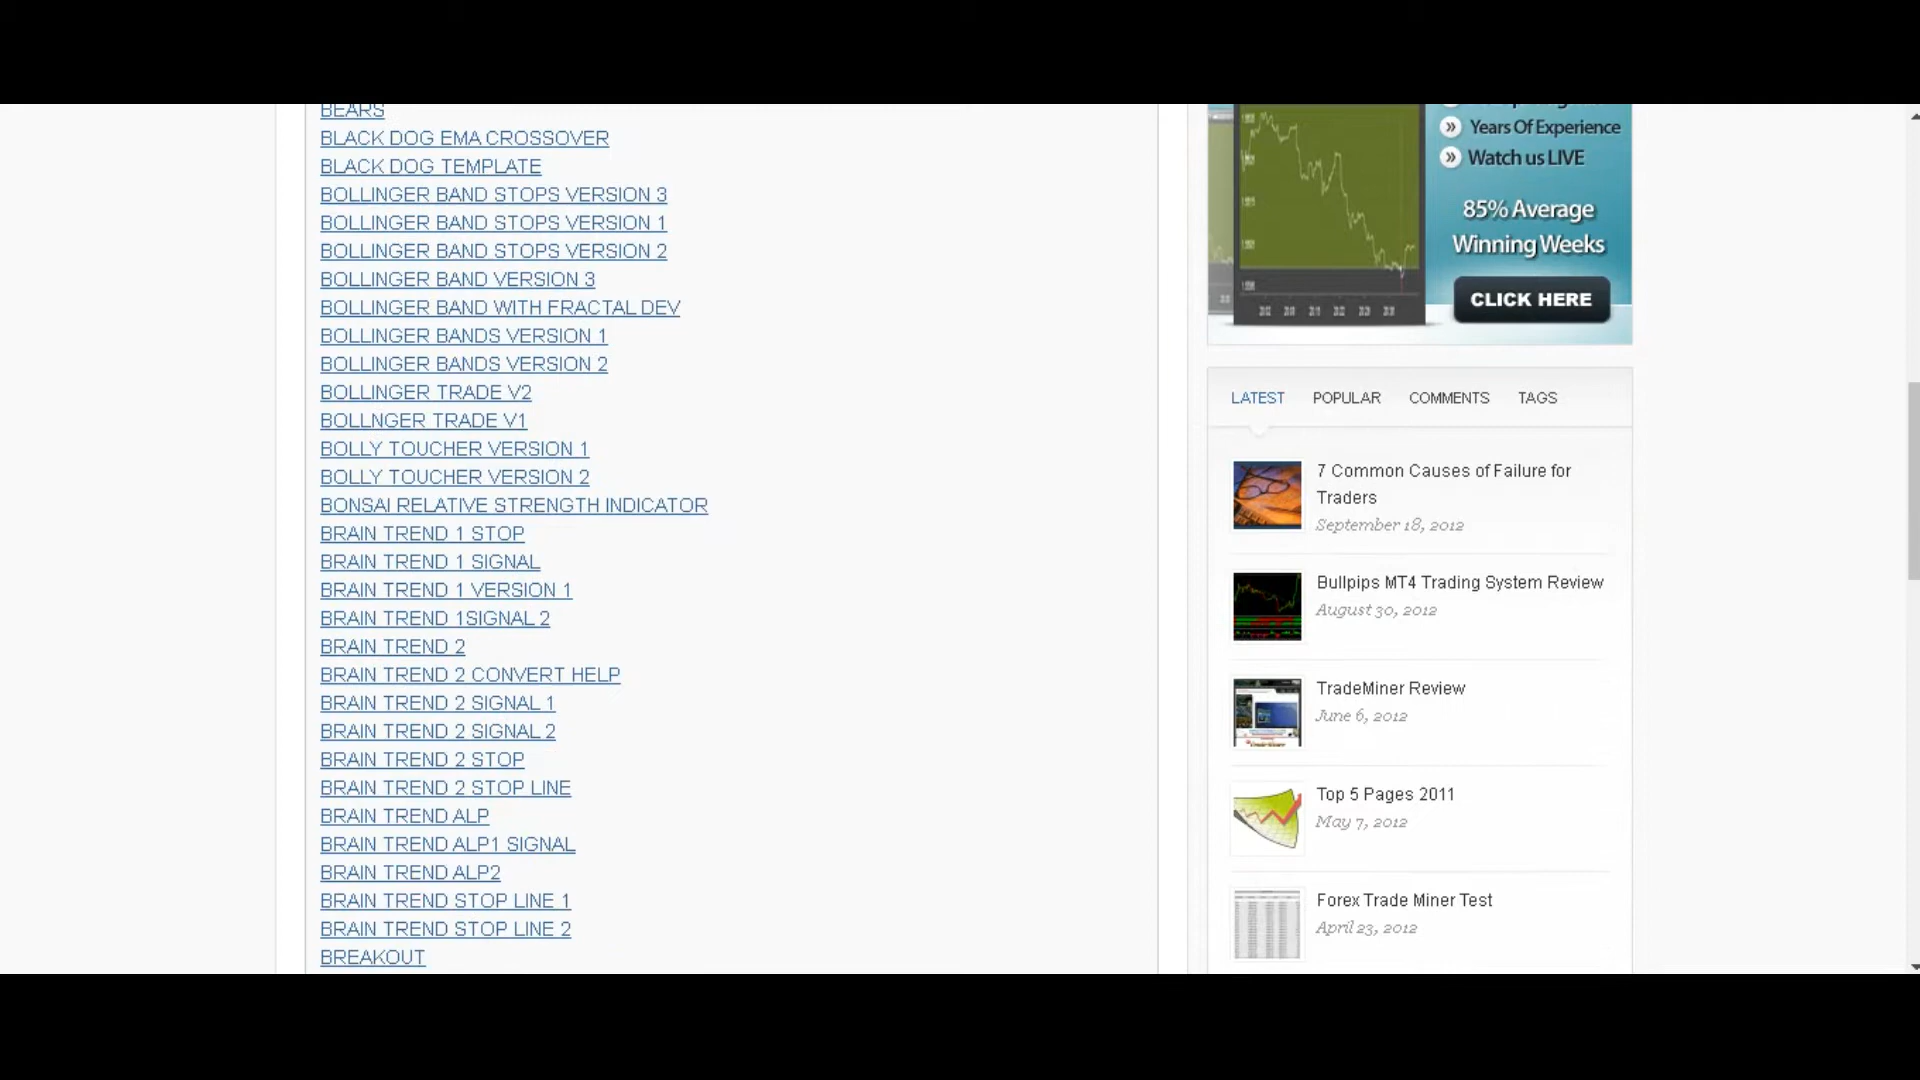 BEARS
BLACK DOG EMA CROSSOVER
BLACK DOG TEMPLATE
BOLLINGER BAND STOPS VERSION 3
BOLLINGER BAND STOPS VERSION 1
BOLLINGER BAND STOPS VERSION 2
BOLLINGER BAND VERSION 3
BOLLINGER BAND WITH FRACTAL DEV
BOLLINGER BANDS VERSION 1
BOLLINGER BANDS VERSION 2
BOLLINGER TRADE V2
BOLLNGER TRADE V1
BOLLY TOUCHER VERSION 1
BOLLY TOUCHER VERSION 2
BONSAI RELATIVE STRENGTH INDICATOR
BRAIN TREND 1 STOP
BRAIN TREND 1 SIGNAL
BRAIN TREND 1 VERSION 1
BRAIN TREND 1SIGNAL 2
BRAIN TREND 2
BRAIN TREND 2 CONVERT HELP
BRAIN TREND 2 SIGNAL 1
BRAIN TREND 2 SIGNAL 2
BRAIN TREND 2 STOP
BRAIN TREND 2 STOP LINE
BRAIN TREND ALP
BRAIN TREND ALP1 SIGNAL
BRAIN TREND ALP2
BRAIN TREND STOP LINE 1
BRAIN TREND STOP LINE 2
BREAKOUT
Years Of Experience
Watch us LIVE
85% Average
Winning Weeks
CLICK HERE
LATEST POPULAR COMMENTS TAGS
7 Common Causes of Failure for
Traders
September 18, 2012
Bullpips MT4 Trading System Review
August 30, 2012
TradeMiner Review
June 6, 2012
Top 5 Pages 2011
May 7, 2012
Forex Trade Miner Test
April 23, 2012